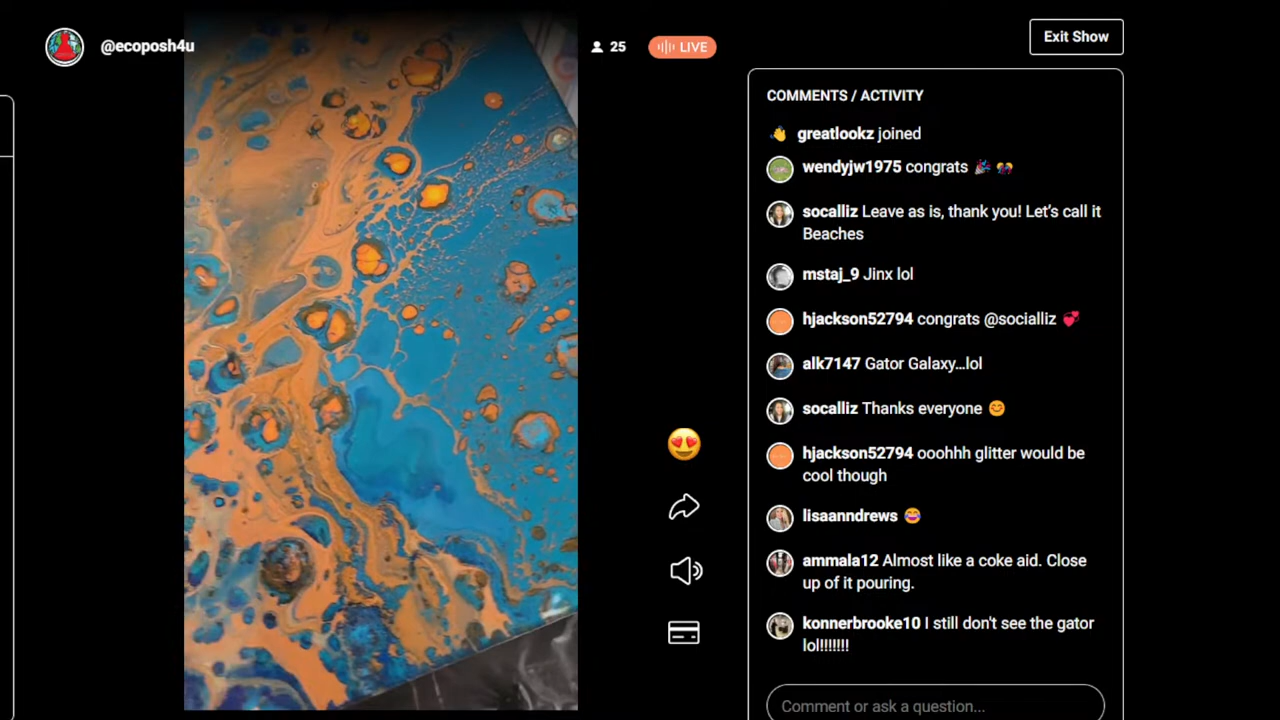 @ecoposh4u
25
LIVE
Exit Show
COMMENTS / ACTIVITY
greatlookz joined
wendyjw1975 congrats 🎉 🎊
socalliz Leave as is, thank you! Let's call it
Beaches
mstaj_9 Jinx lol
hjackson52794 congrats @socialliz 💞
alk7147 Gator Galaxy...lol
socalliz Thanks everyone 😊
hjackson52794 ooohhh glitter would be
cool though
lisaanndrews 😂
ammala12 Almost like a coke aid. Close
up of it pouring.
konnerbrooke10 I still don't see the gator
lol!!!!!!!
Comment or ask a question...